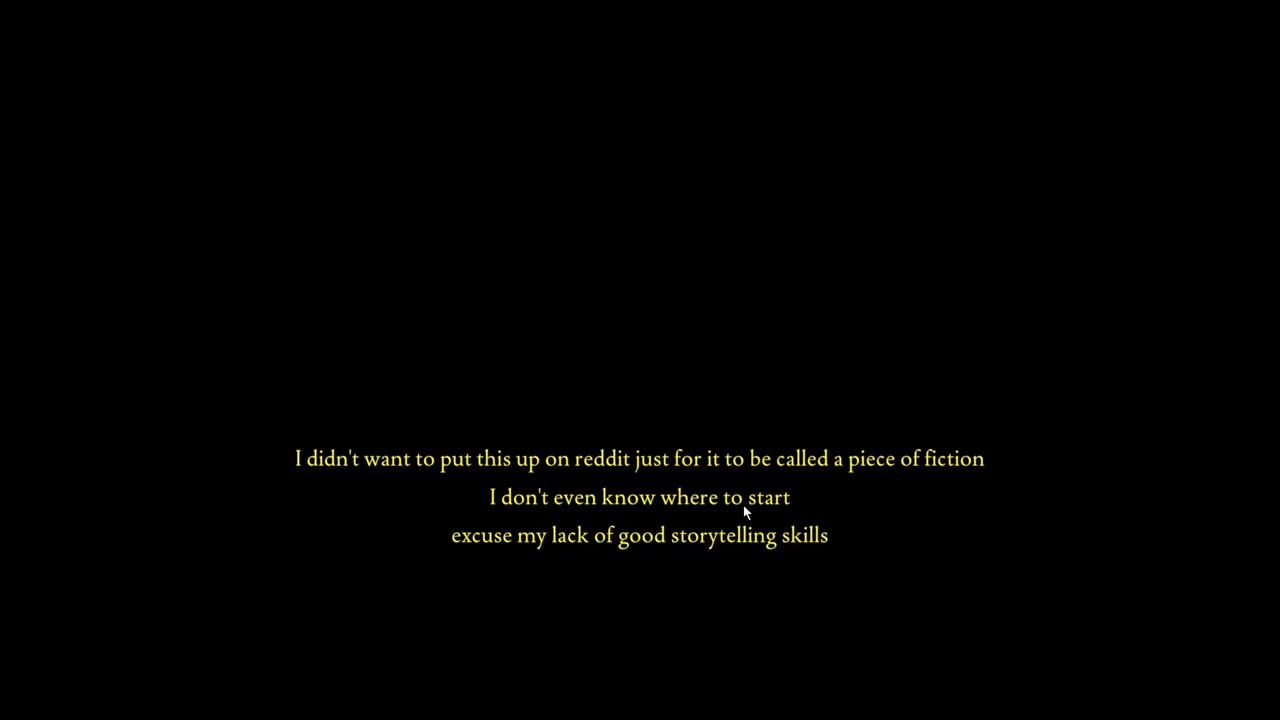 I didn't want to put this up on reddit just for it to be called a piece of fiction
I don't even know where to start
excuse my lack of good storytelling skills